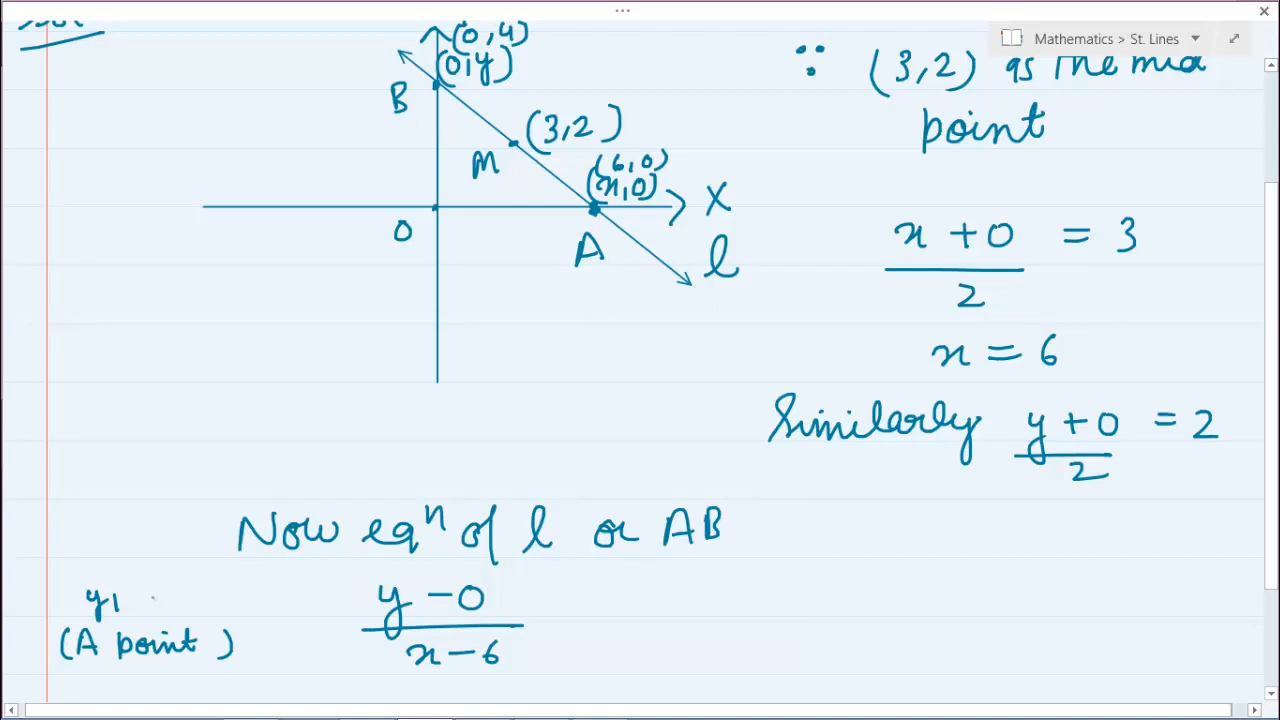 Mathematics > St. Lines
(0,4)
(0,y)
B
(3,2)
M
(6,0)
(x,0)
X
O
A
l
∵ (3,2) is the mid
point
x + 0 = 3
2
x = 6
Similarly y + 0 = 2
2
Now eqⁿ of l or AB
y1
(A point)
y - 0
x - 6